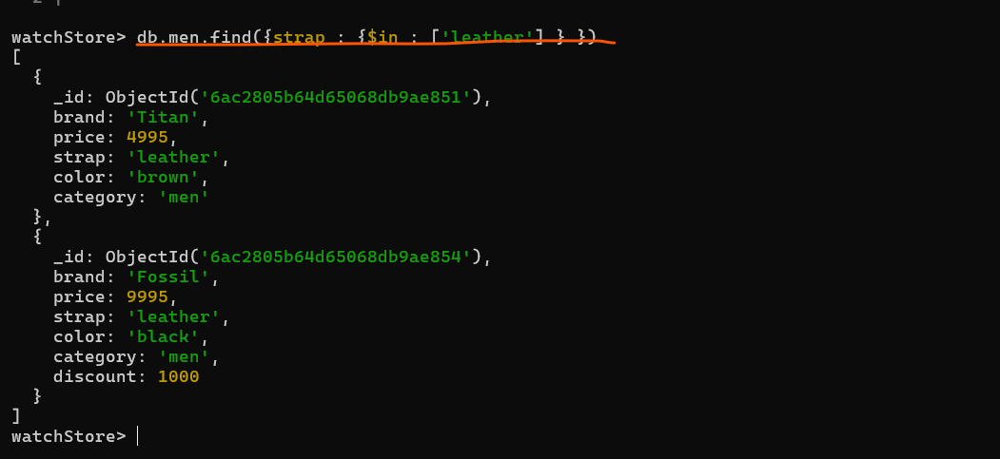 watchStore> db.men.find({strap : {$in : ['leather'] } })
[
  {
    _id: ObjectId('6ac2805b64d65068db9ae851'),
    brand: 'Titan',
    price: 4995,
    strap: 'leather',
    color: 'brown',
    category: 'men'
  },
  {
    _id: ObjectId('6ac2805b64d65068db9ae854'),
    brand: 'Fossil',
    price: 9995,
    strap: 'leather',
    color: 'black',
    category: 'men',
    discount: 1000
  }
]
watchStore>